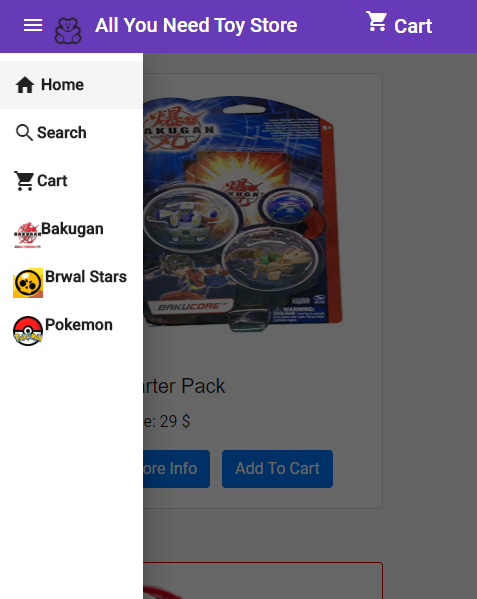 All You Need Toy Store
Cart
Home
Search
Cart
Bakugan
Brwal Stars
Pokemon
AKUGAN
BAKUGAN
BAKUCORE
WARNING:
arter Pack
e: 29 $
ore Info
Add To Cart